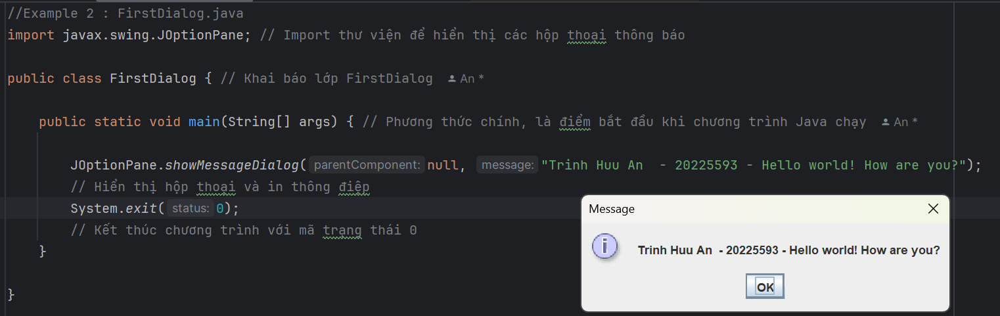 //Example 2 : FirstDialog.java
import javax.swing.JOptionPane; // Import thư viện để hiển thị các hộp thoại thông báo
public class FirstDialog { // Khai báo lớp FirstDialog An *
public static void main(String[] args) { // Phương thức chính, là điểm bắt đầu khi chương trình Java chạy An *
JOptionPane.showMessageDialog( parentComponent: null, message: "Trinh Huu An  - 20225593 - Hello world! How are you?");
// Hiển thị hộp thoại và in thông điệp
System.exit( status: 0);
// Kết thúc chương trình với mã trạng thái 0
}
}
Message
Trinh Huu An  - 20225593 - Hello world! How are you?
OK